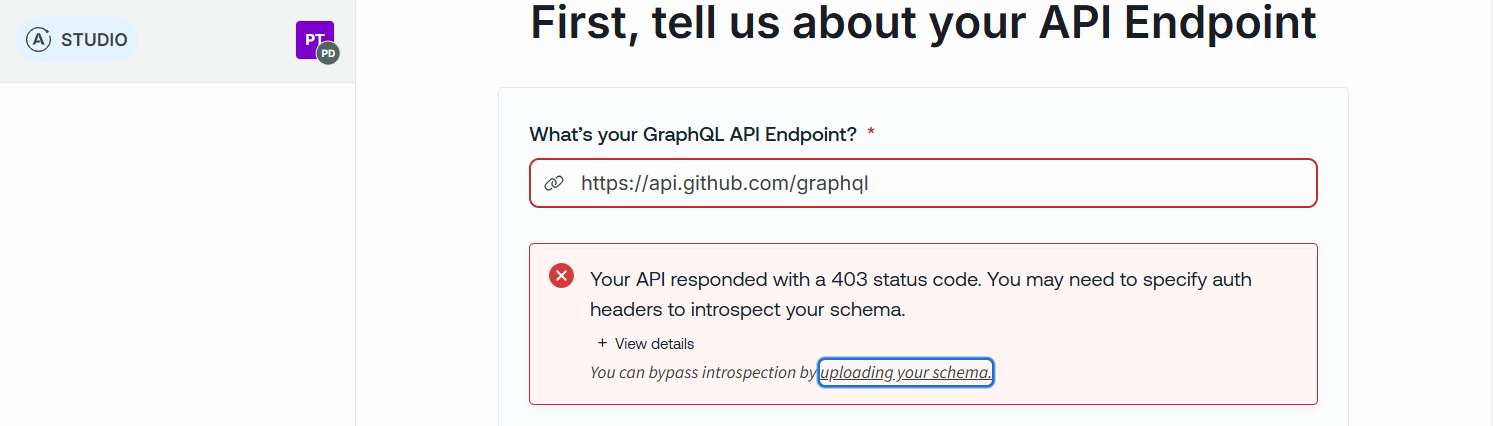 STUDIO
PT
PD
First, tell us about your API Endpoint
What's your GraphQL API Endpoint? *
https://api.github.com/graphql
Your API responded with a 403 status code. You may need to specify auth
headers to introspect your schema.
+ View details
You can bypass introspection by uploading your schema.